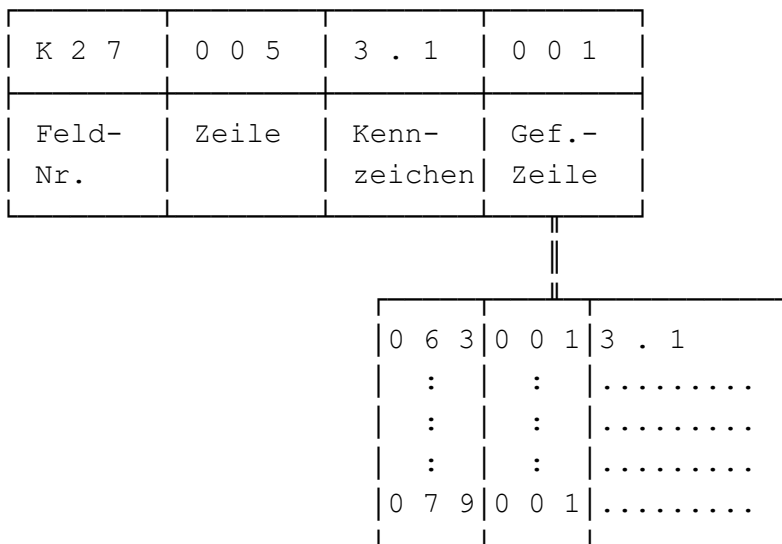 K 2 7 0 0 5 3 . 1 0 0 1
Feld- Zeile Kenn- Gef.-
Nr. zeichen Zeile
0 6 3 0 0 1 3 . 1
: : .........
: : .........
: : .........
0 7 9 0 0 1 .........